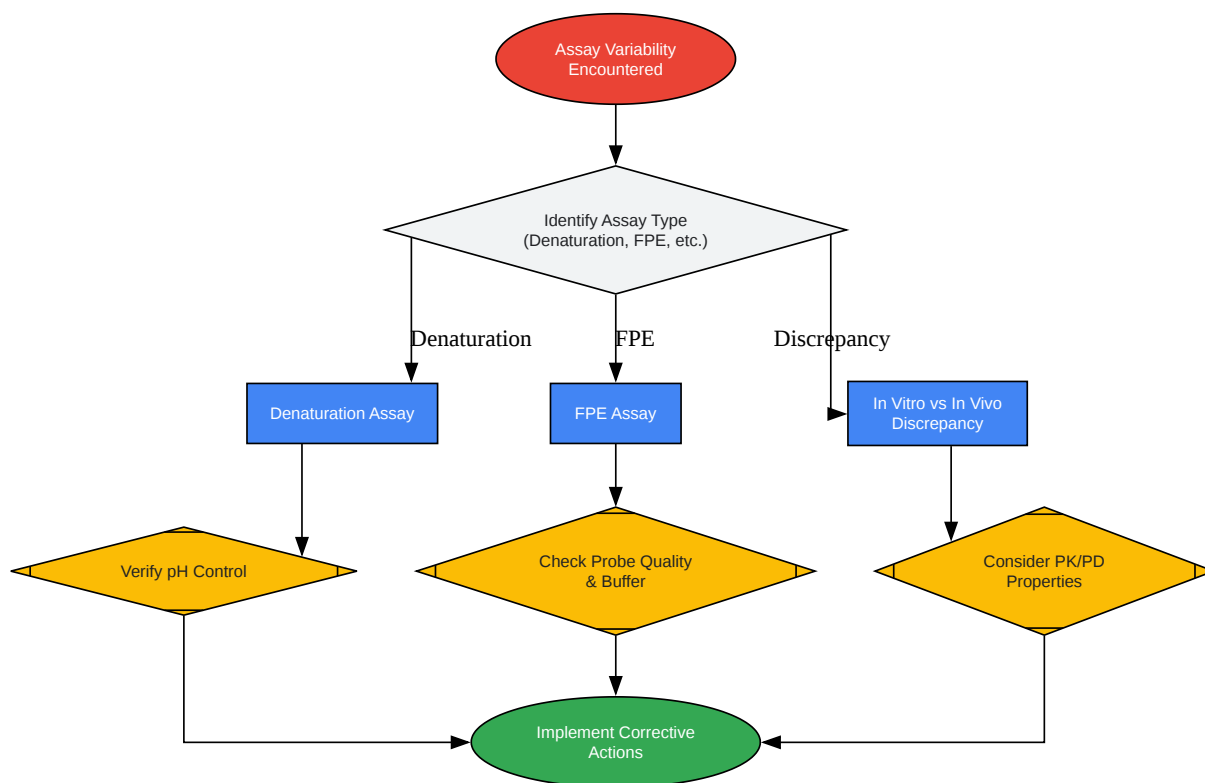 Assay Variability
Encountered
Identify Assay Type
(Denaturation, FPE, etc.)
Denaturation
FPE
Discrepancy
Denaturation Assay
FPE Assay
In Vitro vs In Vivo
Discrepancy
Verify pH Control
Check Probe Quality
& Buffer
Consider PK/PD
Properties
Implement Corrective
Actions